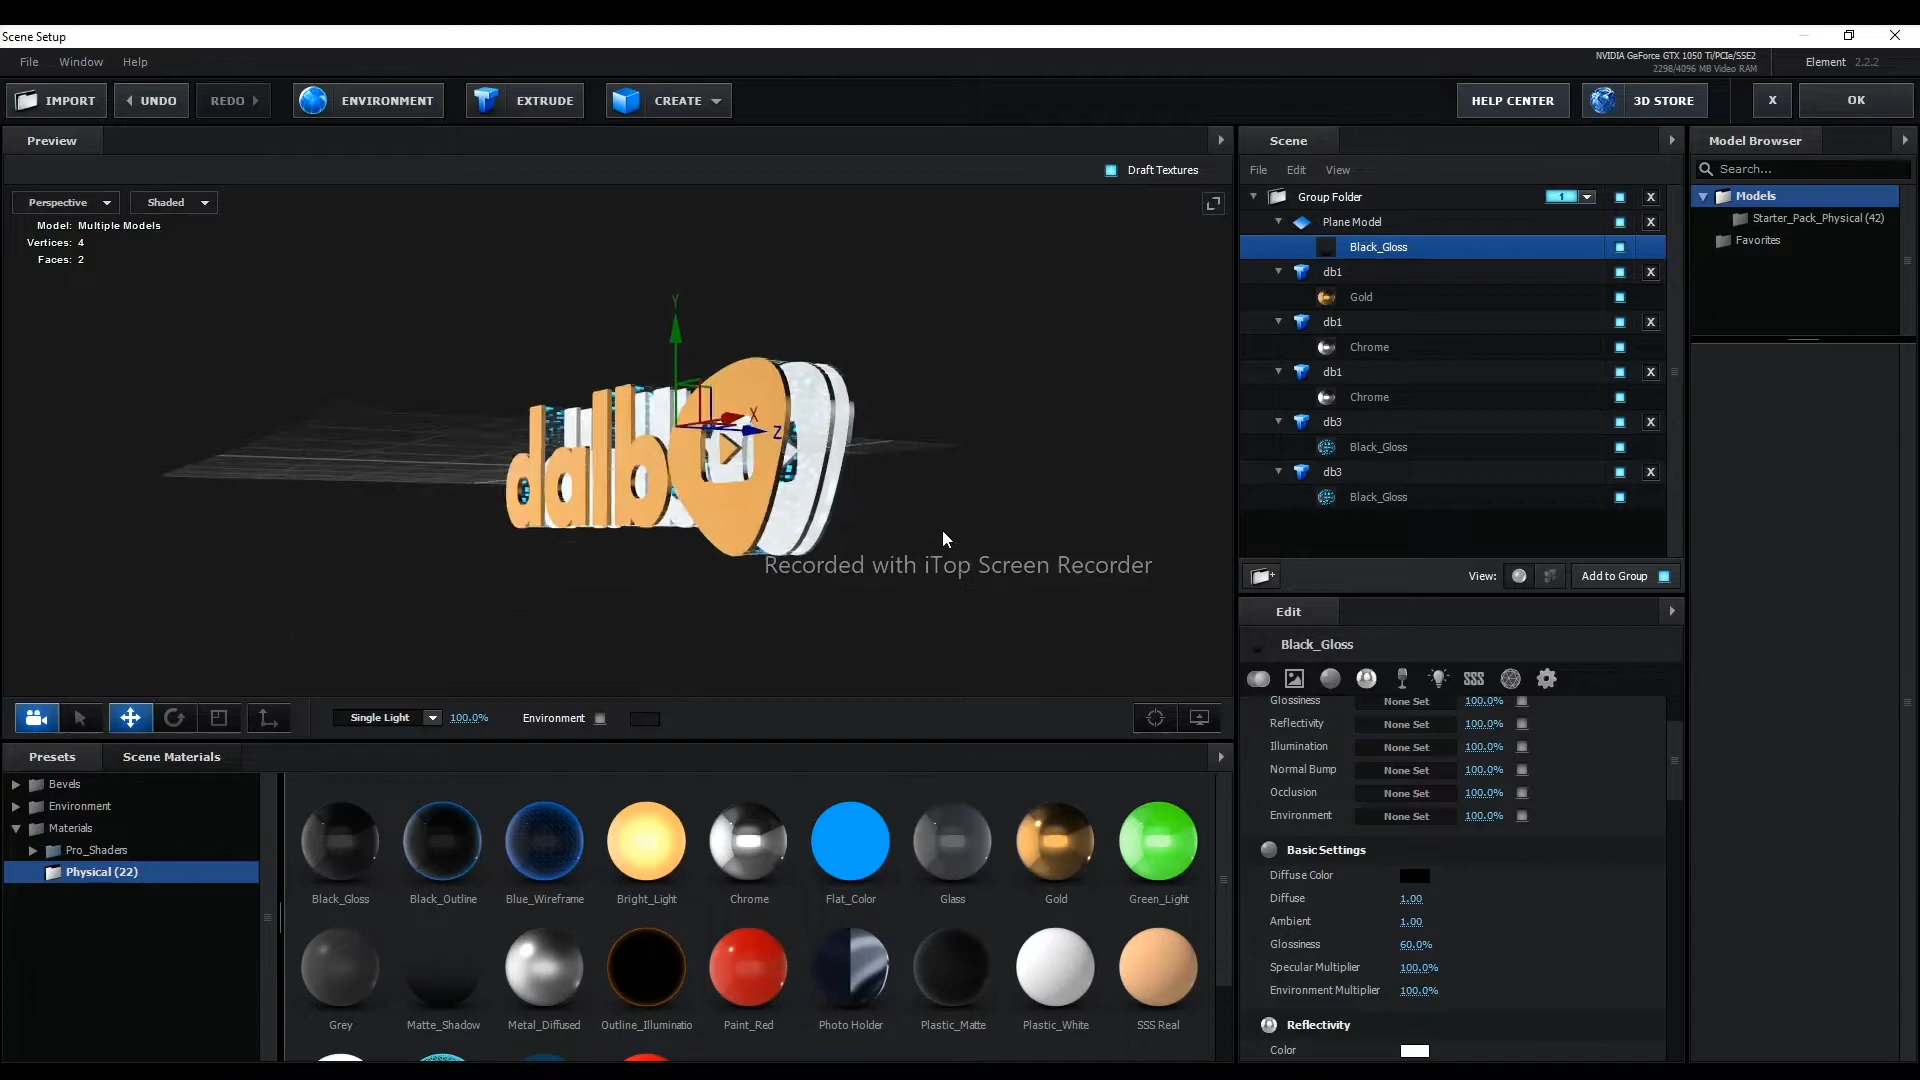 Scene Setup
File Window Help
NVIDIA GeForce GTX 1050 Ti/PCIe/SSE2
2298/4096 MB Video RAM
Element 2.2.2
IMPORT UNDO REDO ENVIRONMENT EXTRUDE CREATE HELP CENTER 3D STORE X OK
Preview
Draft Textures
Perspective Shaded
Model: Multiple Models
Vertices: 4
Faces: 2
Y
X
Z
dalb
Recorded with iTop Screen Recorder
Single Light 100.0% Environment
Scene
File Edit View
Group Folder 1 X
Plane Model X
Black_Gloss
db1 X
Gold
db1 X
Chrome
db1 X
Chrome
db3 X
Black_Gloss
db3 X
Black_Gloss
View: Add to Group
Model Browser
Search...
Models
Starter_Pack_Physical (42)
Favorites
Edit
Black_Gloss
SSS
Glossiness None Set 100.0%
Reflectivity None Set 100.0%
Illumination None Set 100.0%
Normal Bump None Set 100.0%
Occlusion None Set 100.0%
Environment None Set 100.0%
Basic Settings
Diffuse Color
Diffuse 1.00
Ambient 1.00
Glossiness 60.0%
Specular Multiplier 100.0%
Environment Multiplier 100.0%
Reflectivity
Color
Presets Scene Materials
Bevels
Environment
Materials
Pro_Shaders
Physical (22)
Black_Gloss Black_Outline Blue_Wireframe Bright_Light Chrome Flat_Color Glass Gold Green_Light
Grey Matte_Shadow Metal_Diffused Outline_Illuminatio Paint_Red Photo Holder Plastic_Matte Plastic_White SSS Real